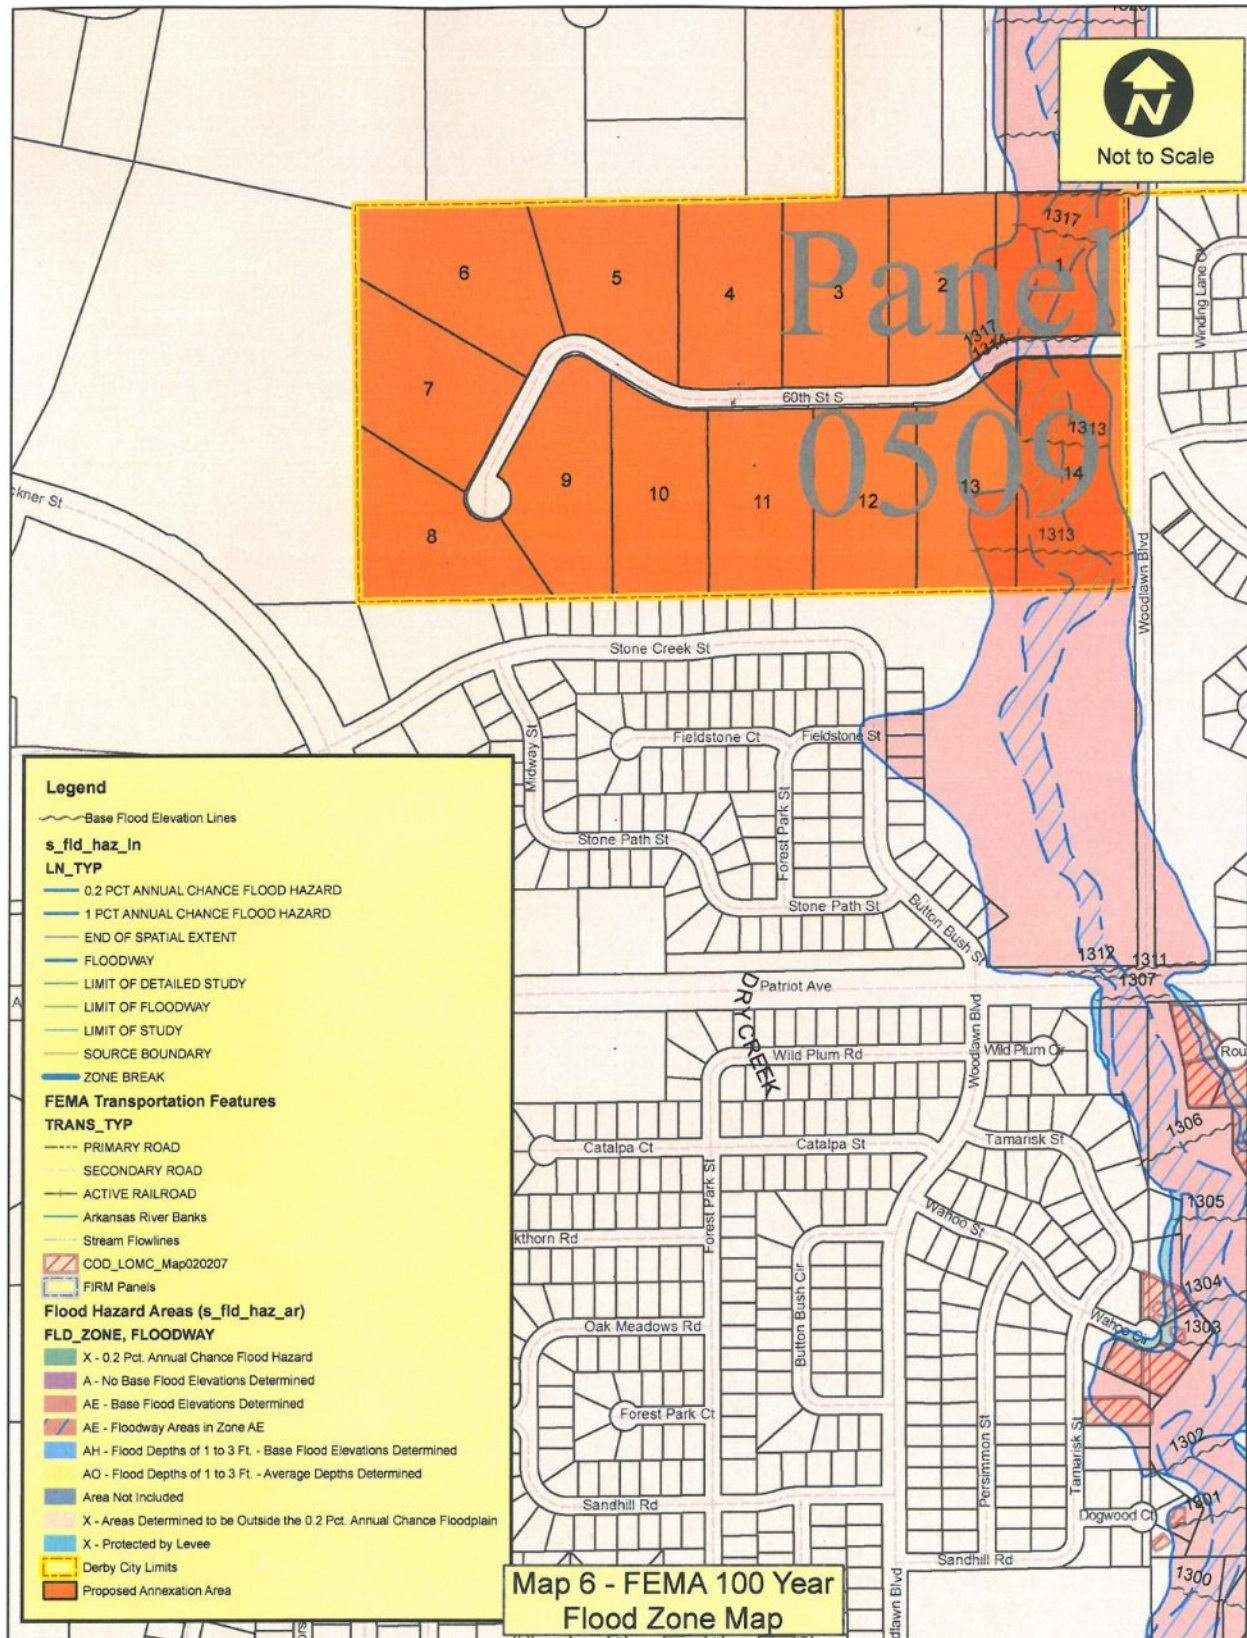 1320
N
Not to Scale
1317
6
5
4
3
2
1
Panel
Winding Lane Ct
1317
1314
7
60th St S
1313
0509
9
10
11
12
13
14
8
1313
ckner St
Woodlawn Blvd
Stone Creek St
Midway St
Fieldstone Ct
Fieldstone St
Forest Park St
Stone Path St
Stone Path St
Button Bush St
1312
1311
1307
Patriot Ave
DRY CREEK
Woodlawn Blvd
Wild Plum Rd
Wild Plum Cir
Rou
1306
Catalpa Ct
Catalpa St
Tamarisk St
Forest Park St
1305
Wahoo St
kthorn Rd
Button Bush Cir
1304
1303
Wahoo Cir
Oak Meadows Rd
Forest Park Ct
Persimmon St
Tamarisk St
1302
1301
Sandhill Rd
Dogwood Ct
Sandhill Rd
1300
dlawn Blvd
A
Legend
Base Flood Elevation Lines
s_fld_haz_ln
LN_TYP
0.2 PCT ANNUAL CHANCE FLOOD HAZARD
1 PCT ANNUAL CHANCE FLOOD HAZARD
END OF SPATIAL EXTENT
FLOODWAY
LIMIT OF DETAILED STUDY
LIMIT OF FLOODWAY
LIMIT OF STUDY
SOURCE BOUNDARY
ZONE BREAK
FEMA Transportation Features
TRANS_TYP
PRIMARY ROAD
SECONDARY ROAD
ACTIVE RAILROAD
Arkansas River Banks
Stream Flowlines
COD_LOMC_Map020207
FIRM Panels
Flood Hazard Areas (s_fld_haz_ar)
FLD_ZONE, FLOODWAY
X - 0.2 Pct. Annual Chance Flood Hazard
A - No Base Flood Elevations Determined
AE - Base Flood Elevations Determined
AE - Floodway Areas in Zone AE
AH - Flood Depths of 1 to 3 Ft. - Base Flood Elevations Determined
AO - Flood Depths of 1 to 3 Ft. - Average Depths Determined
Area Not Included
X - Areas Determined to be Outside the 0.2 Pct. Annual Chance Floodplain
X - Protected by Levee
Derby City Limits
Proposed Annexation Area
Map 6 - FEMA 100 Year
Flood Zone Map